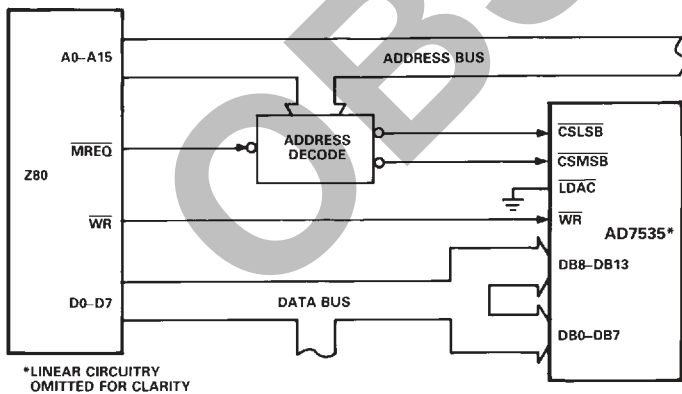 OBS
A0–A15
ADDRESS BUS
ADDRESS
DECODE
MREQ
Z80
WR
D0–D7
DATA BUS
CSLSB
CSMSB
LDAC
WR
AD7535*
DB8–DB13
DB0–DB7
*LINEAR CIRCUITRY
OMITTED FOR CLARITY